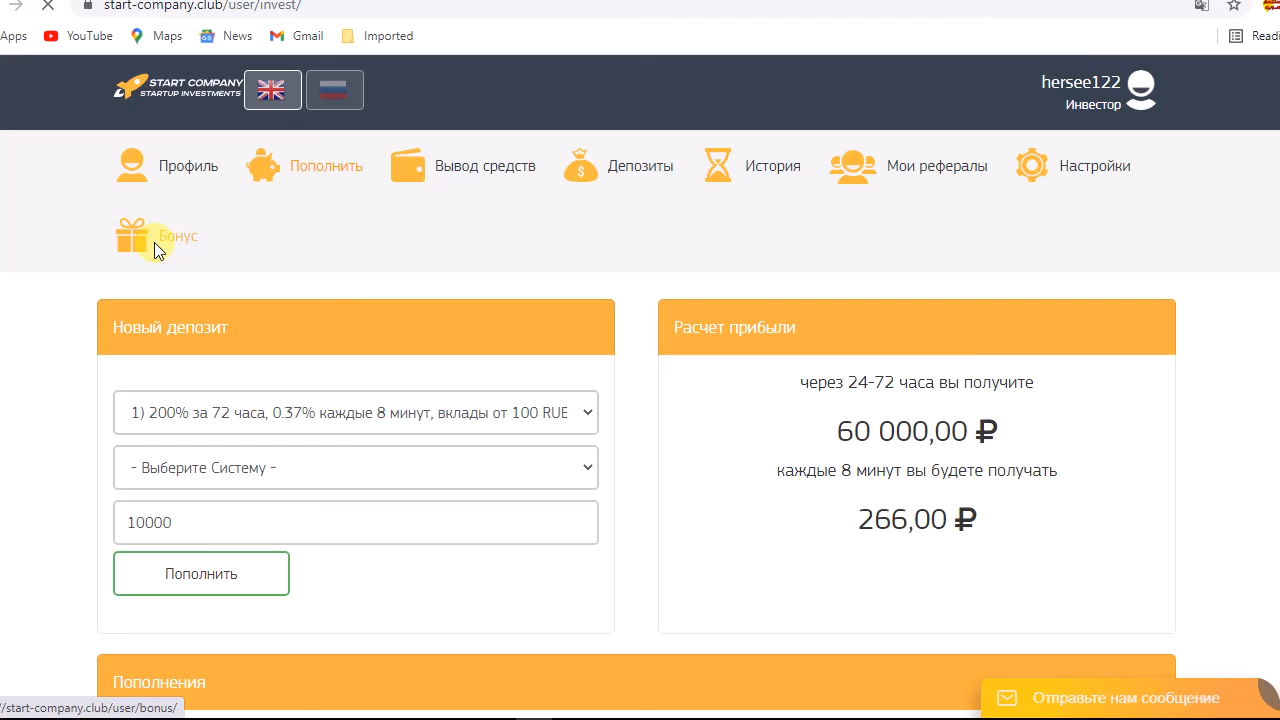 start-company.club/user/invest/
Apps YouTube Maps News Gmail Imported Readi
START COMPANY
STARTUP INVESTMENTS
hersee122
Инвестор
Профиль Пополнить Вывод средств Депозиты История Мои рефералы Настройки
Бонус
Новый депозит
Расчет прибыли
1) 200% за 72 часа, 0.37% каждые 8 минут, вклады от 100 RUE
- Выберите Систему -
10000
Пополнить
через 24-72 часа вы получите
60 000,00 ₽
каждые 8 минут вы будете получать
266,00 ₽
Пополнения
Отправьте нам сообщение
//start-company.club/user/bonus/